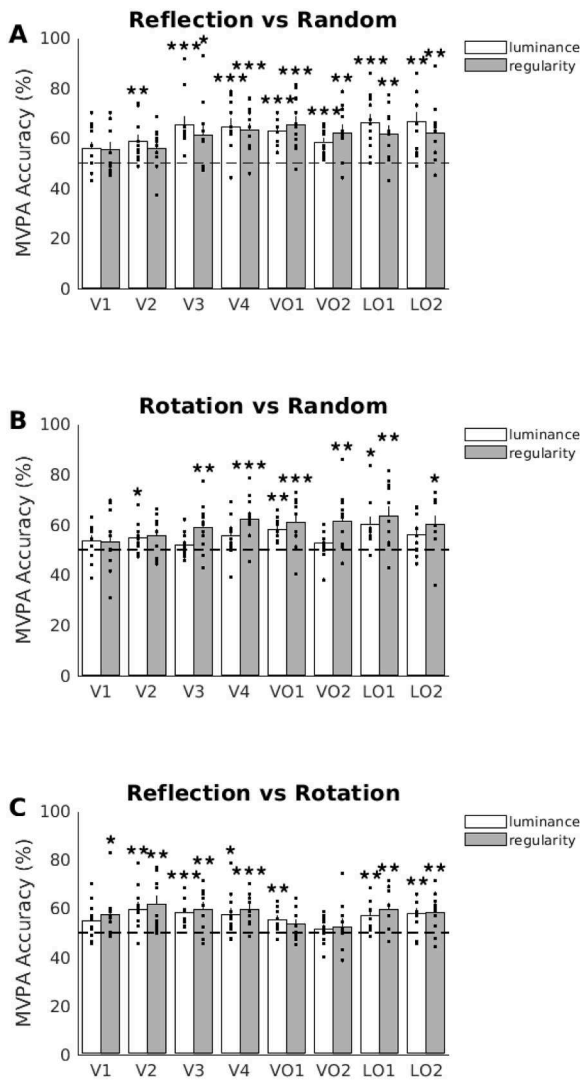 A
Reflection vs Random
MVPA Accuracy (%)
100
80
60
40
20
0
*** *
** *** *** *** *** ** *** ** ** **
***
V1 V2 V3 V4 VO1 VO2 LO1 LO2
luminance
regularity
B
Rotation vs Random
MVPA Accuracy (%)
100
80
60
40
20
0
* ** *** ** *** ** * ** *
V1 V2 V3 V4 VO1 VO2 LO1 LO2
luminance
regularity
C
Reflection vs Rotation
MVPA Accuracy (%)
100
80
60
40
20
0
* ** ** *** ** * *** ** ** ** ** **
V1 V2 V3 V4 VO1 VO2 LO1 LO2
luminance
regularity